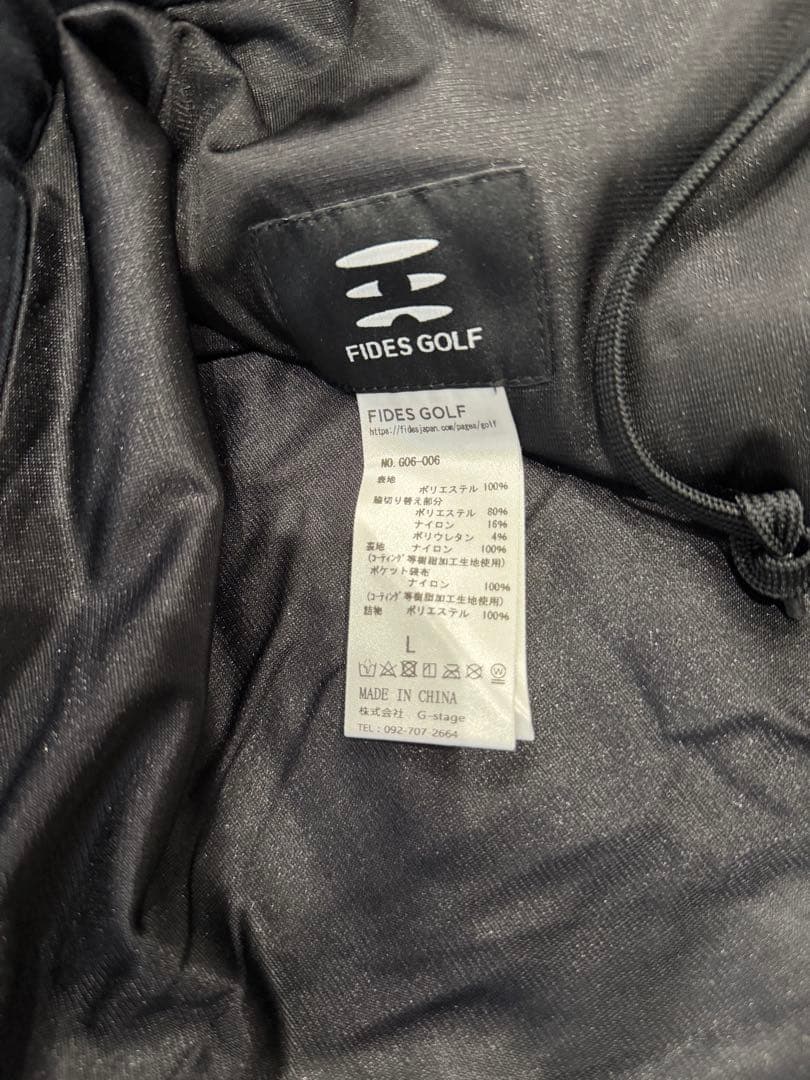 FIDES GOLF
FIDES GOLF
https://fidesjapan.com/pages/golf
NO.G06-006
表地
ポリエステル 100%
脇切り替え部分
ポリエステル 80%
ナイロン 16%
ポリウレタン 4%
裏地 ナイロン 100%
(ｺｰﾃｨﾝｸﾞ等樹脂加工生地使用)
ポケット袋布
ナイロン 100%
(ｺｰﾃｨﾝｸﾞ等樹脂加工生地使用)
詰物 ポリエステル 100%
L
MADE IN CHINA
株式会社 G-stage
TEL：092-707-2664